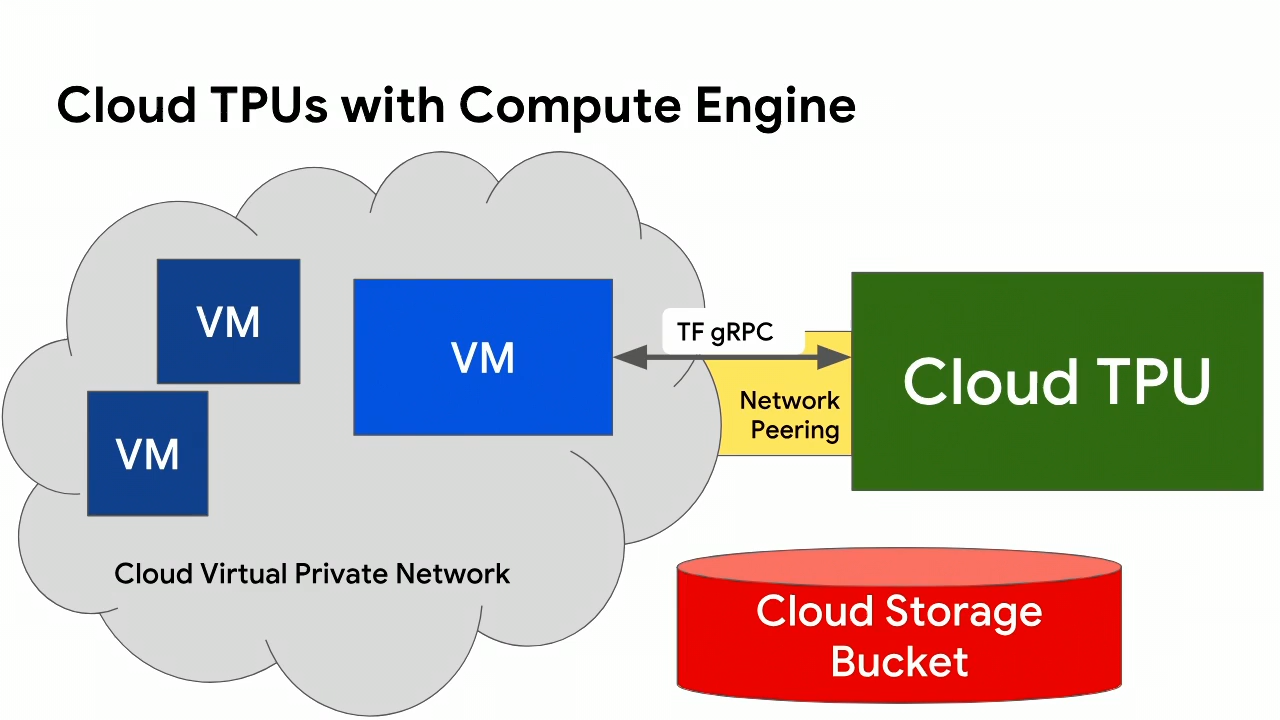 Cloud TPUs with Compute Engine
VM
VM
VM
TF gRPC
Network
Peering
Cloud TPU
Cloud Virtual Private Network
Cloud Storage
Bucket